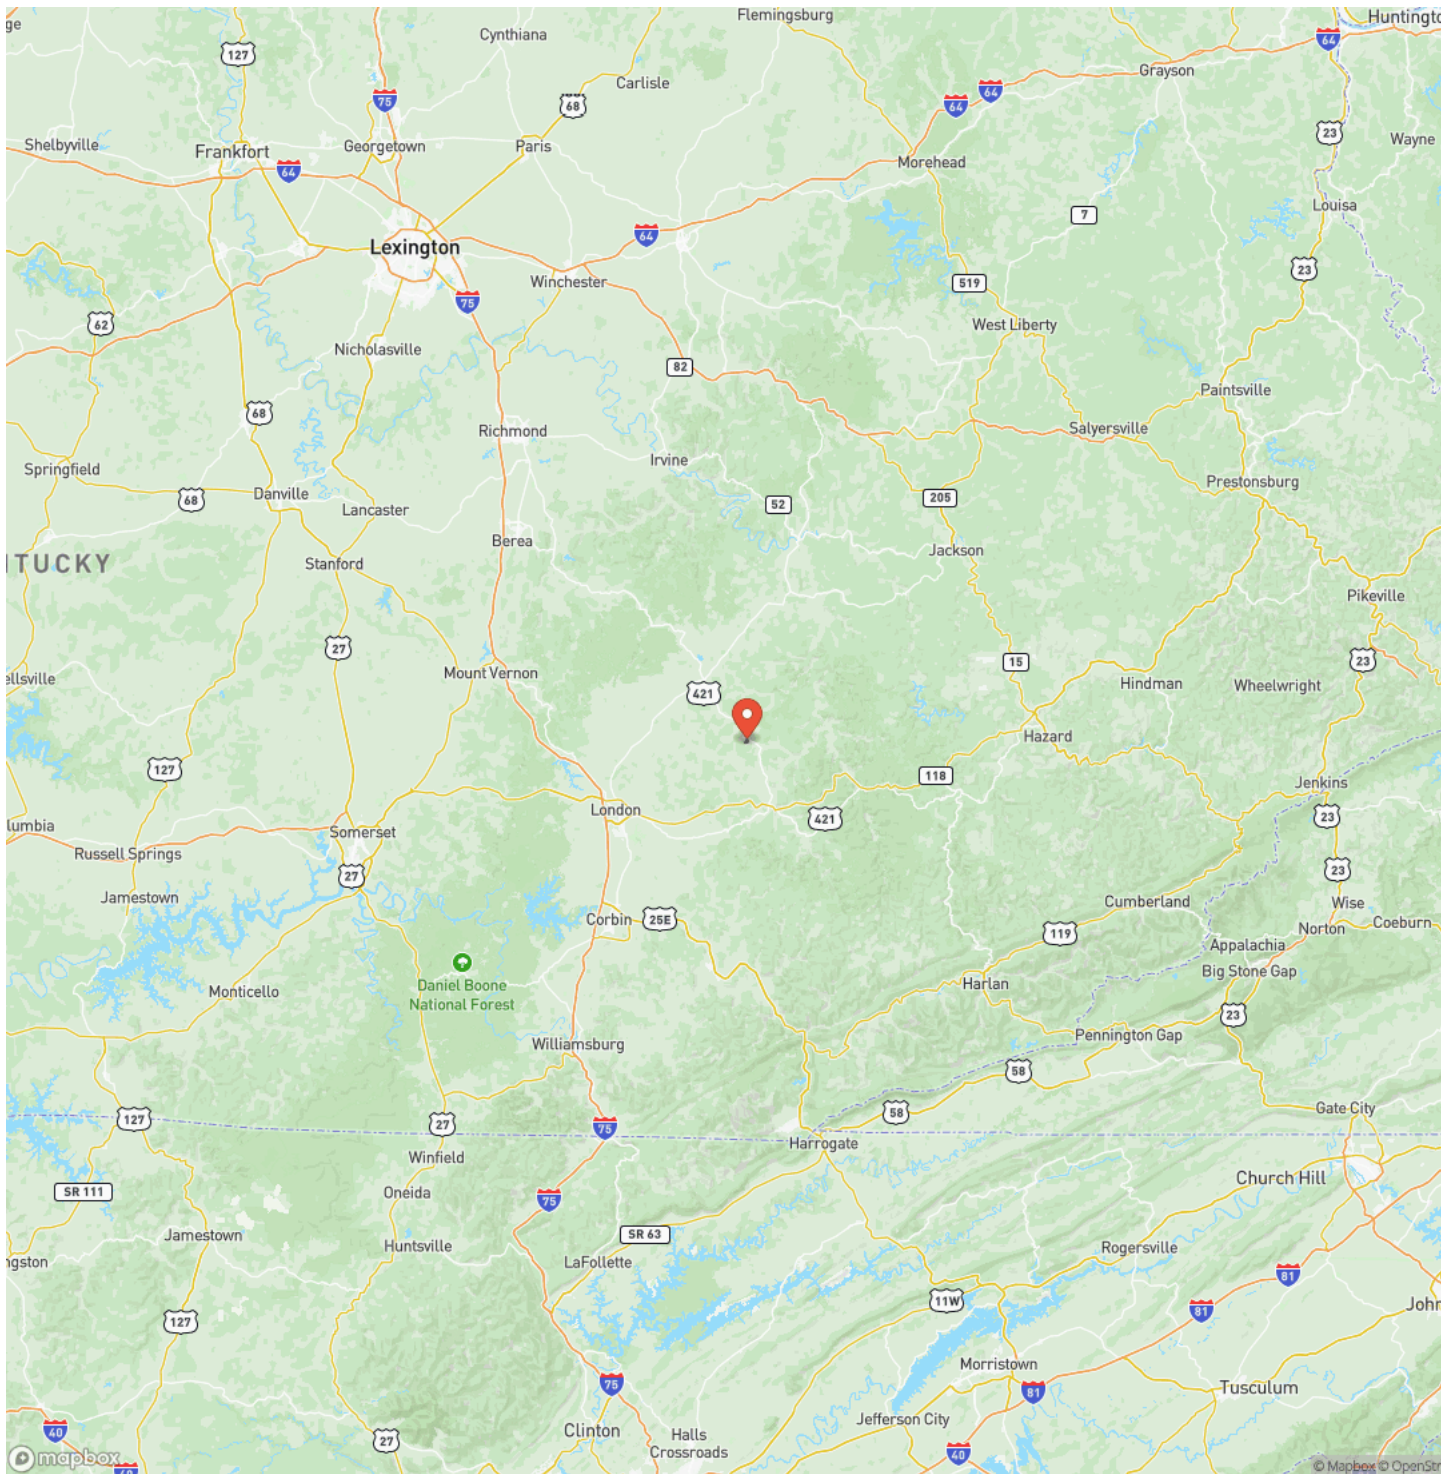 Flemingsburg
Huntingto
ge
127
Cynthiana
64
Grayson
Carlisle
75
68
64
64
23
Shelbyville
Frankfort
Georgetown
Paris
Wayne
64
Morehead
Louisa
7
Lexington
64
23
Winchester
519
75
62
West Liberty
Nicholasville
82
Paintsville
68
Richmond
Salyersville
Irvine
Springfield
Prestonsburg
68
Danville
205
Lancaster
52
Berea
Jackson
TUCKY
Stanford
Pikeville
27
15
23
Mount Vernon
ellsville
Hindman
Wheelwright
421
Hazard
127
118
Jenkins
London
421
23
lumbia
Somerset
Russell Springs
27
23
Jamestown
Cumberland
Wise
Corbin
25E
Coeburn
119
Norton
Appalachia
Big Stone Gap
Daniel Boone
National Forest
Monticello
Harlan
23
Pennington Gap
Williamsburg
58
58
Gate City
127
27
75
Harrogate
Winfield
Church Hill
SR 111
Oneida
75
Jamestown
SR 63
Huntsville
Rogersville
ngston
LaFollette
81
11W
John
81
127
Morristown
75
81
Tusculum
Jefferson City
Clinton
40
27
Halls
Crossroads
40
mapbox
© Mapbox © OpenStr